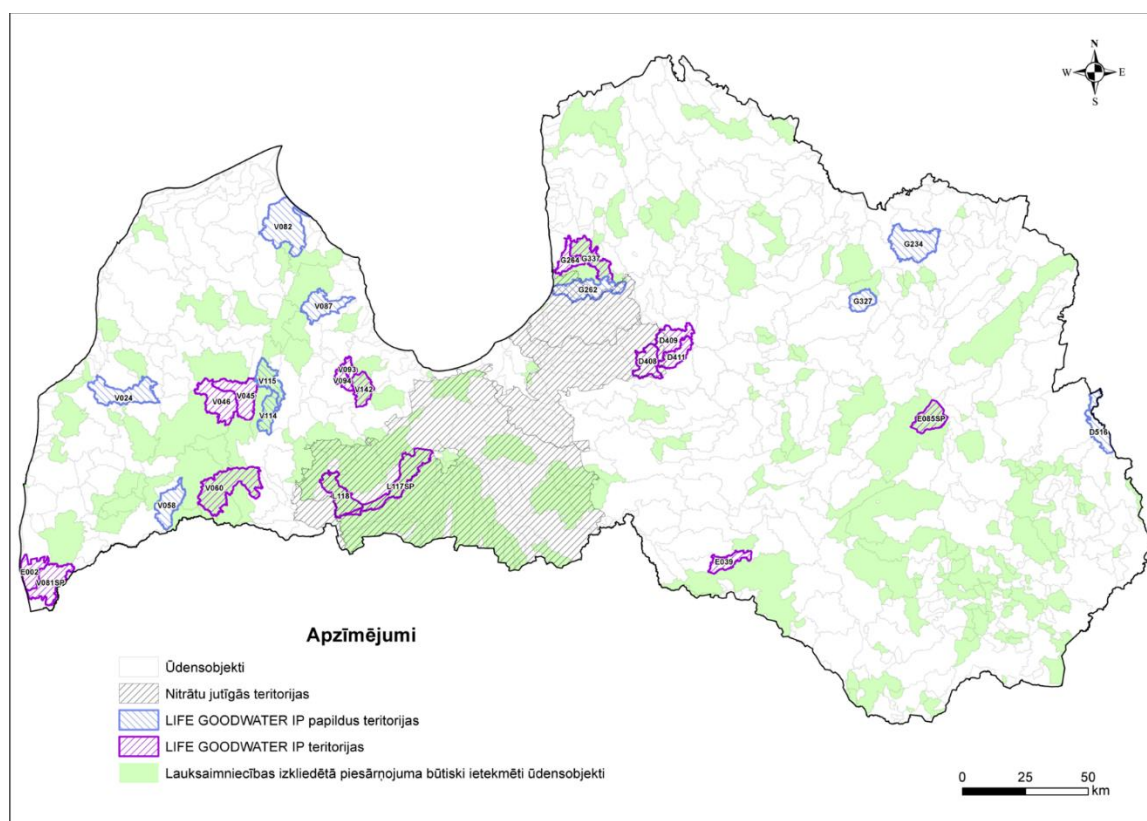 N
W E
S
V082
G264 G337
G234
G262
V087
G327
D409
D408 D411
V093
V094 V142
V115
V024
V046 V045
V114
E085SP
D516
V060
L117SP
L118
V058
E039
E002
V081SP
Apzīmējumi
Ūdensobjekti
Nitrātu jutīgās teritorijas
LIFE GOODWATER IP papildus teritorijas
LIFE GOODWATER IP teritorijas
Lauksaimniecības izkliedētā piesārņojuma būtiski ietekmēti ūdensobjekti
0 25 50
km